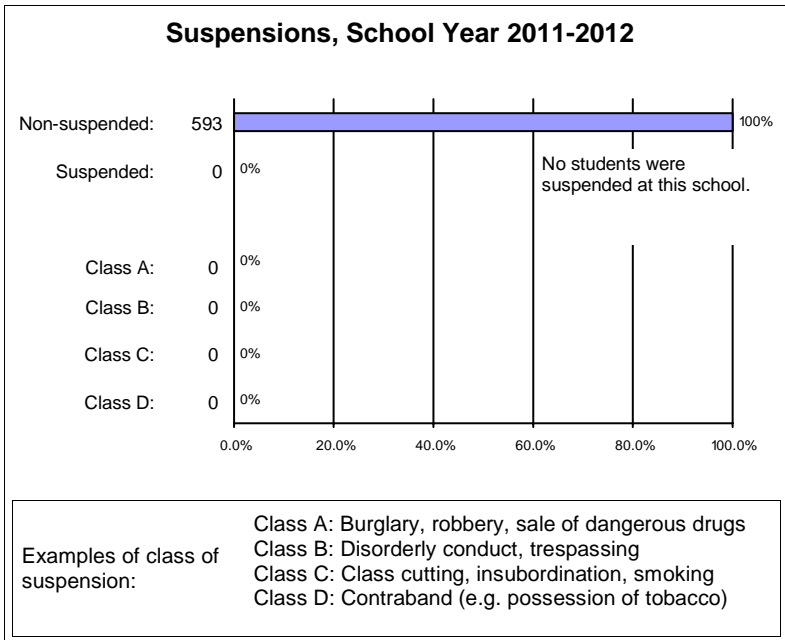 Suspensions, School Year 2011-2012
Non-suspended: 593 100%
Suspended: 0 0%
No students were
suspended at this school.
Class A: 0 0%
Class B: 0 0%
Class C: 0 0%
Class D: 0 0%
0.0% 20.0% 40.0% 60.0% 80.0% 100.0%
Examples of class of
suspension:
Class A: Burglary, robbery, sale of dangerous drugs
Class B: Disorderly conduct, trespassing
Class C: Class cutting, insubordination, smoking
Class D: Contraband (e.g. possession of tobacco)